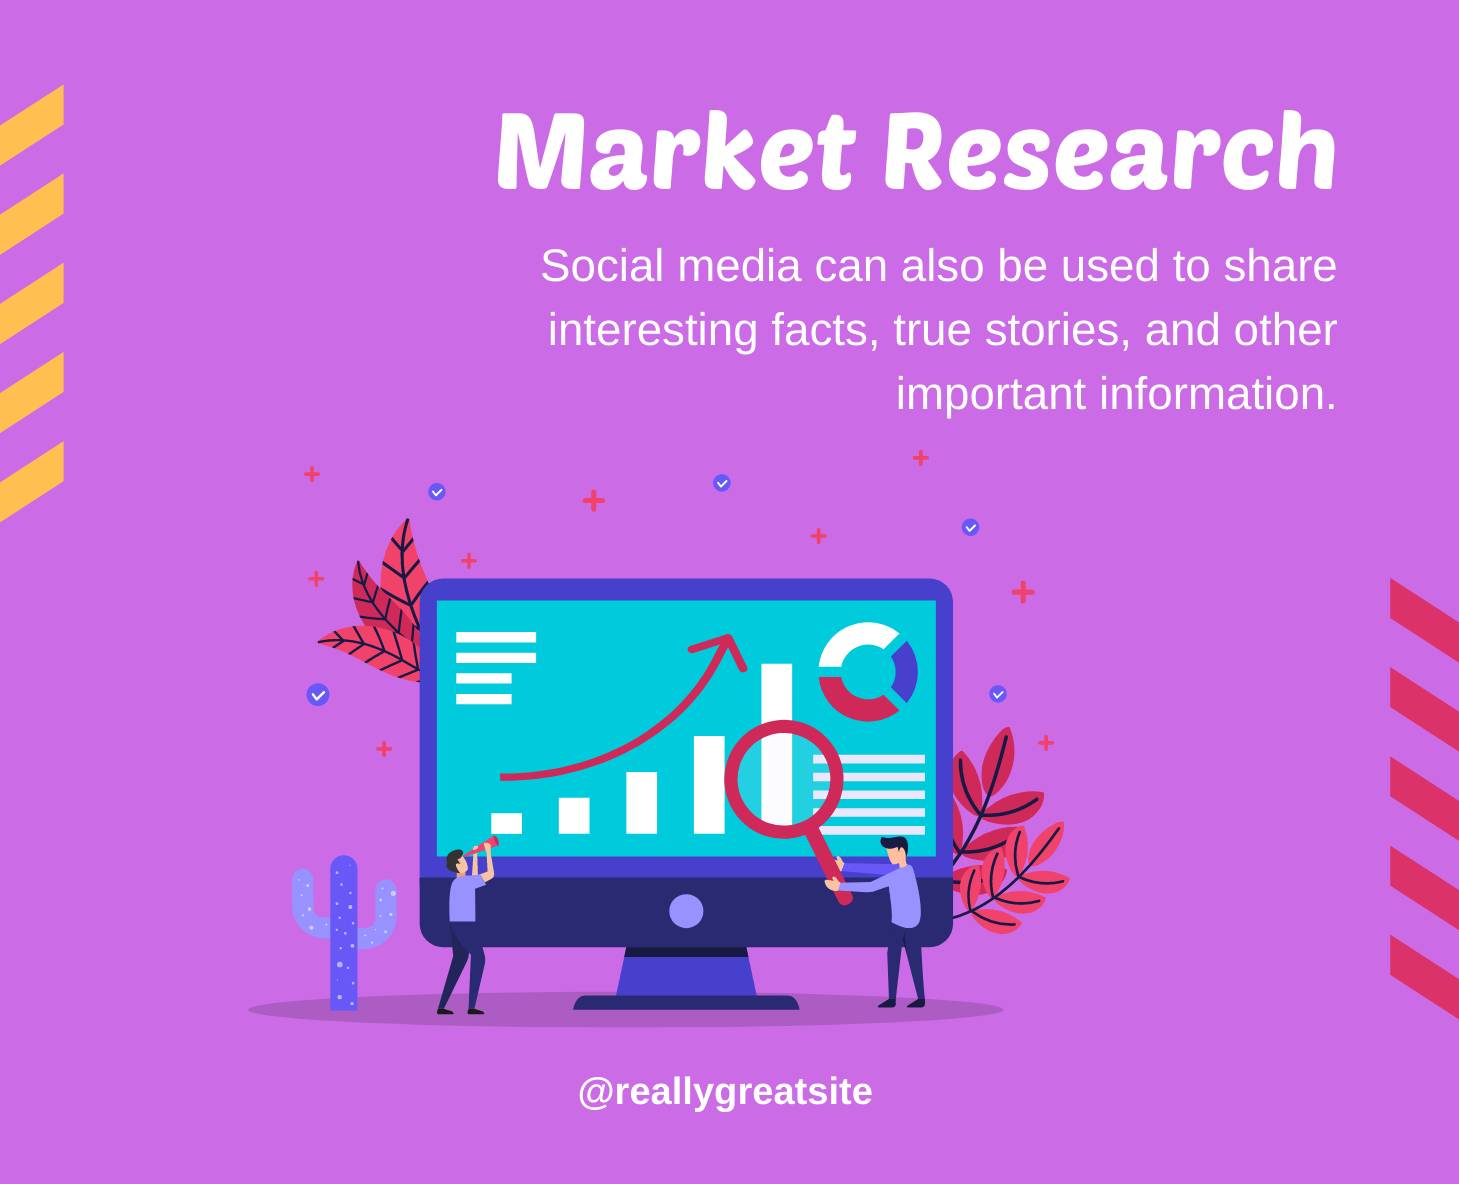 Market Research
Social media can also be used to share
interesting facts, true stories, and other
important information.
@reallygreatsite